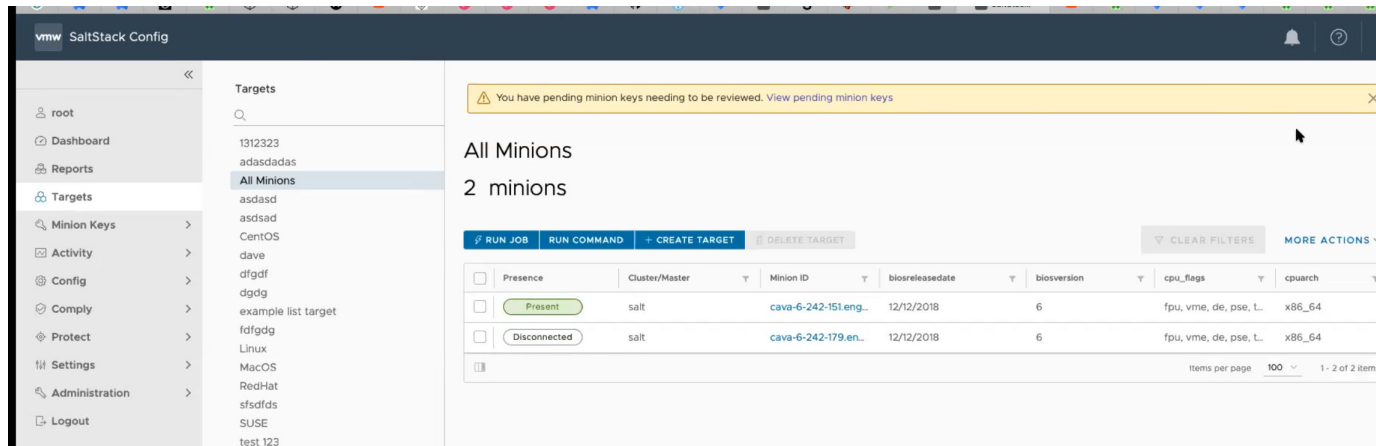 vmw SaltStack Config
root
Dashboard
Reports
Targets
Minion Keys
Activity
Config
Comply
Protect
Settings
Administration
Logout
Targets
1312323
adasdadas
All Minions
asdasd
asdsad
CentOS
dave
dfgdf
dgdg
example list target
fdfgdg
Linux
MacOS
RedHat
sfsdfds
SUSE
test 123
You have pending minion keys needing to be reviewed. View pending minion keys
All Minions
2 minions
RUN JOB RUN COMMAND + CREATE TARGET DELETE TARGET CLEAR FILTERS MORE ACTIONS
Presence Cluster/Master Minion ID biosreleasedate biosversion cpu_flags cpuarch
Present salt cava-6-242-151.eng... 12/12/2018 6 fpu, vme, de, pse, t... x86_64
Disconnected salt cava-6-242-179.en... 12/12/2018 6 fpu, vme, de, pse, t... x86_64
Items per page 100 1 - 2 of 2 item